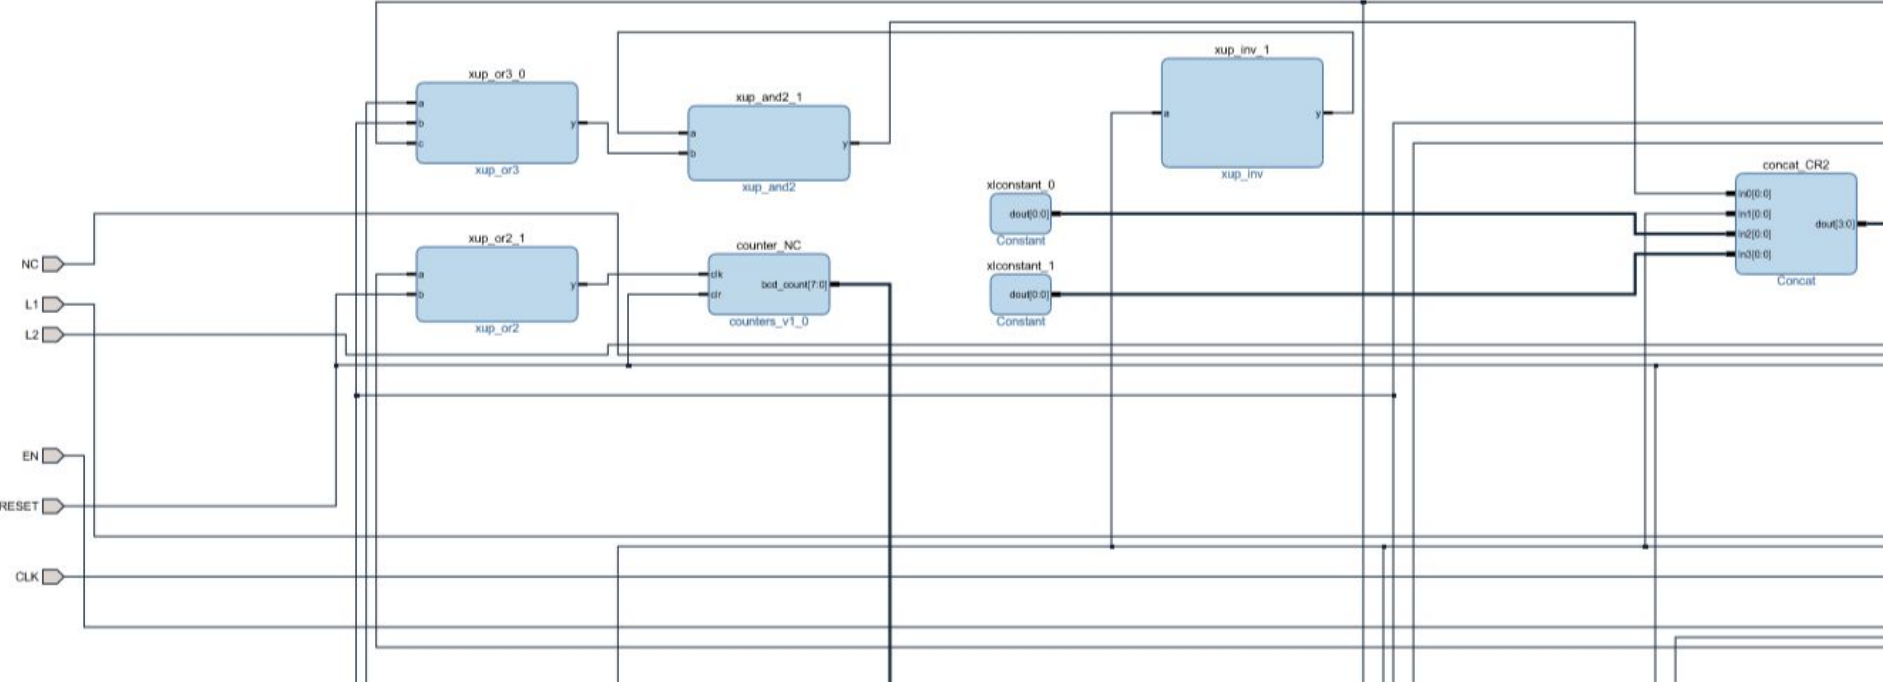 xup_inv_1
xup_or3_0
a
b
c
y
xup_or3
xup_and2_1
a
b
y
xup_and2
a
y
xup_inv
xlconstant_0
dout[0:0]
Constant
concat_CR2
in0[0:0]
in1[0:0]
in2[0:0]
in3[0:0]
dout[3:0]
Concat
NC
L1
L2
xup_or2_1
a
b
y
xup_or2
counter_NC
clk
clr
bcd_count[7:0]
counters_v1_0
xlconstant_1
dout[0:0]
Constant
EN
RESET
CLK